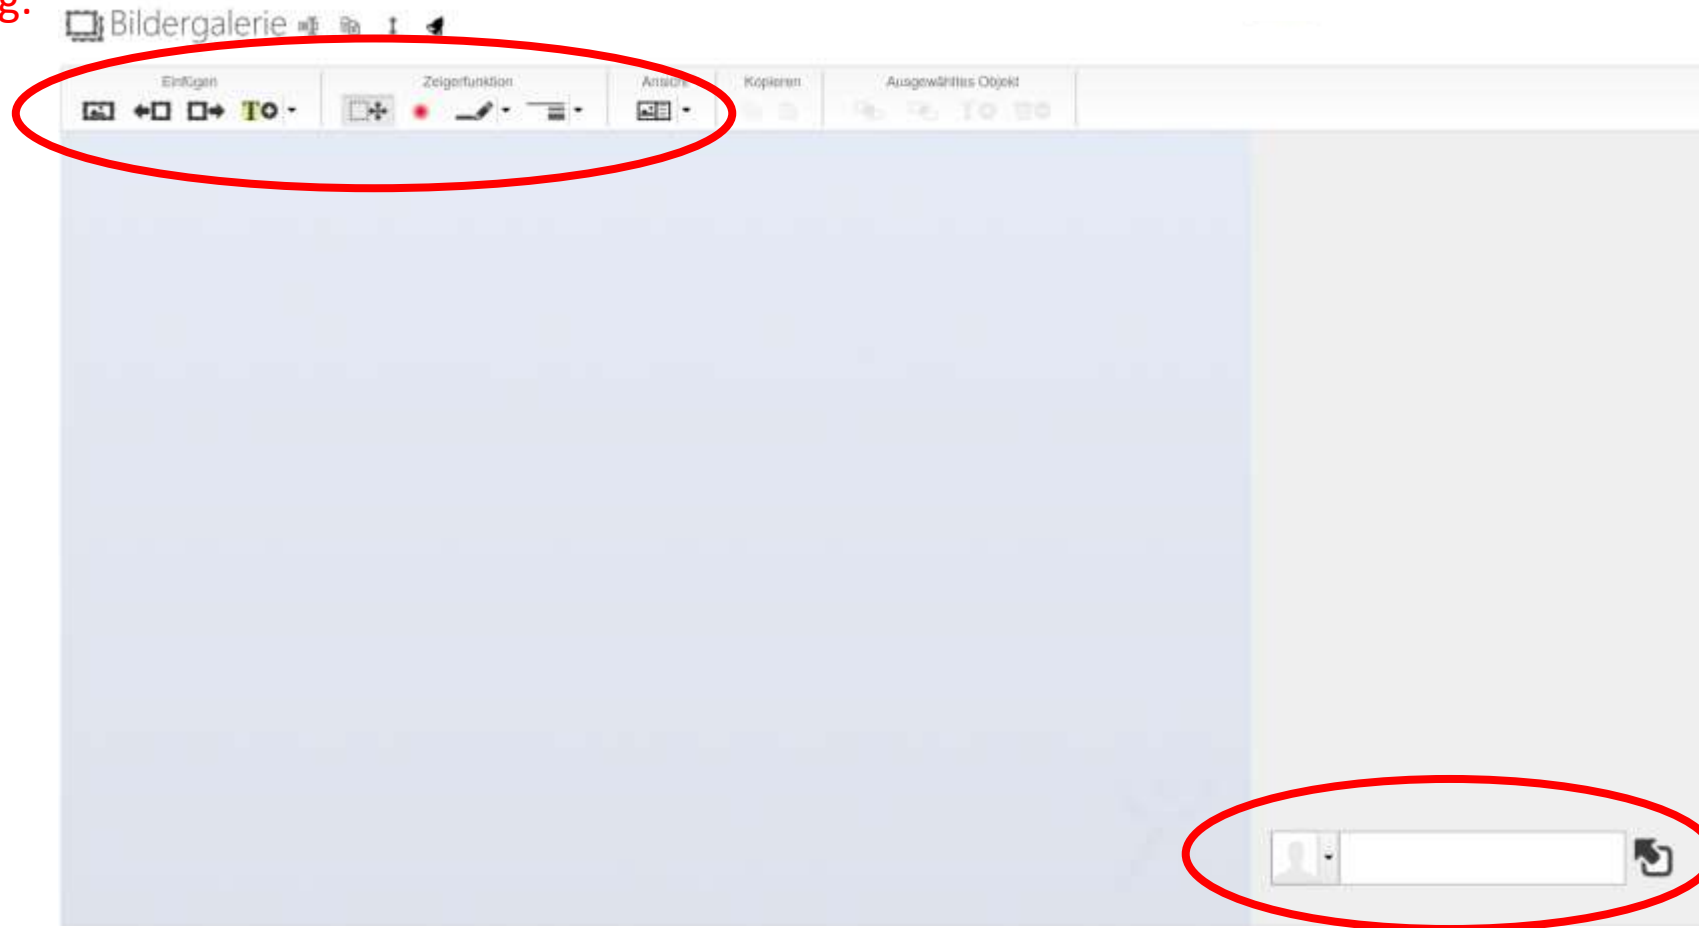 g.
Bildergalerie
Einfügen Zeigerfunktion Ansicht Kopieren Ausgewähltes Objekt